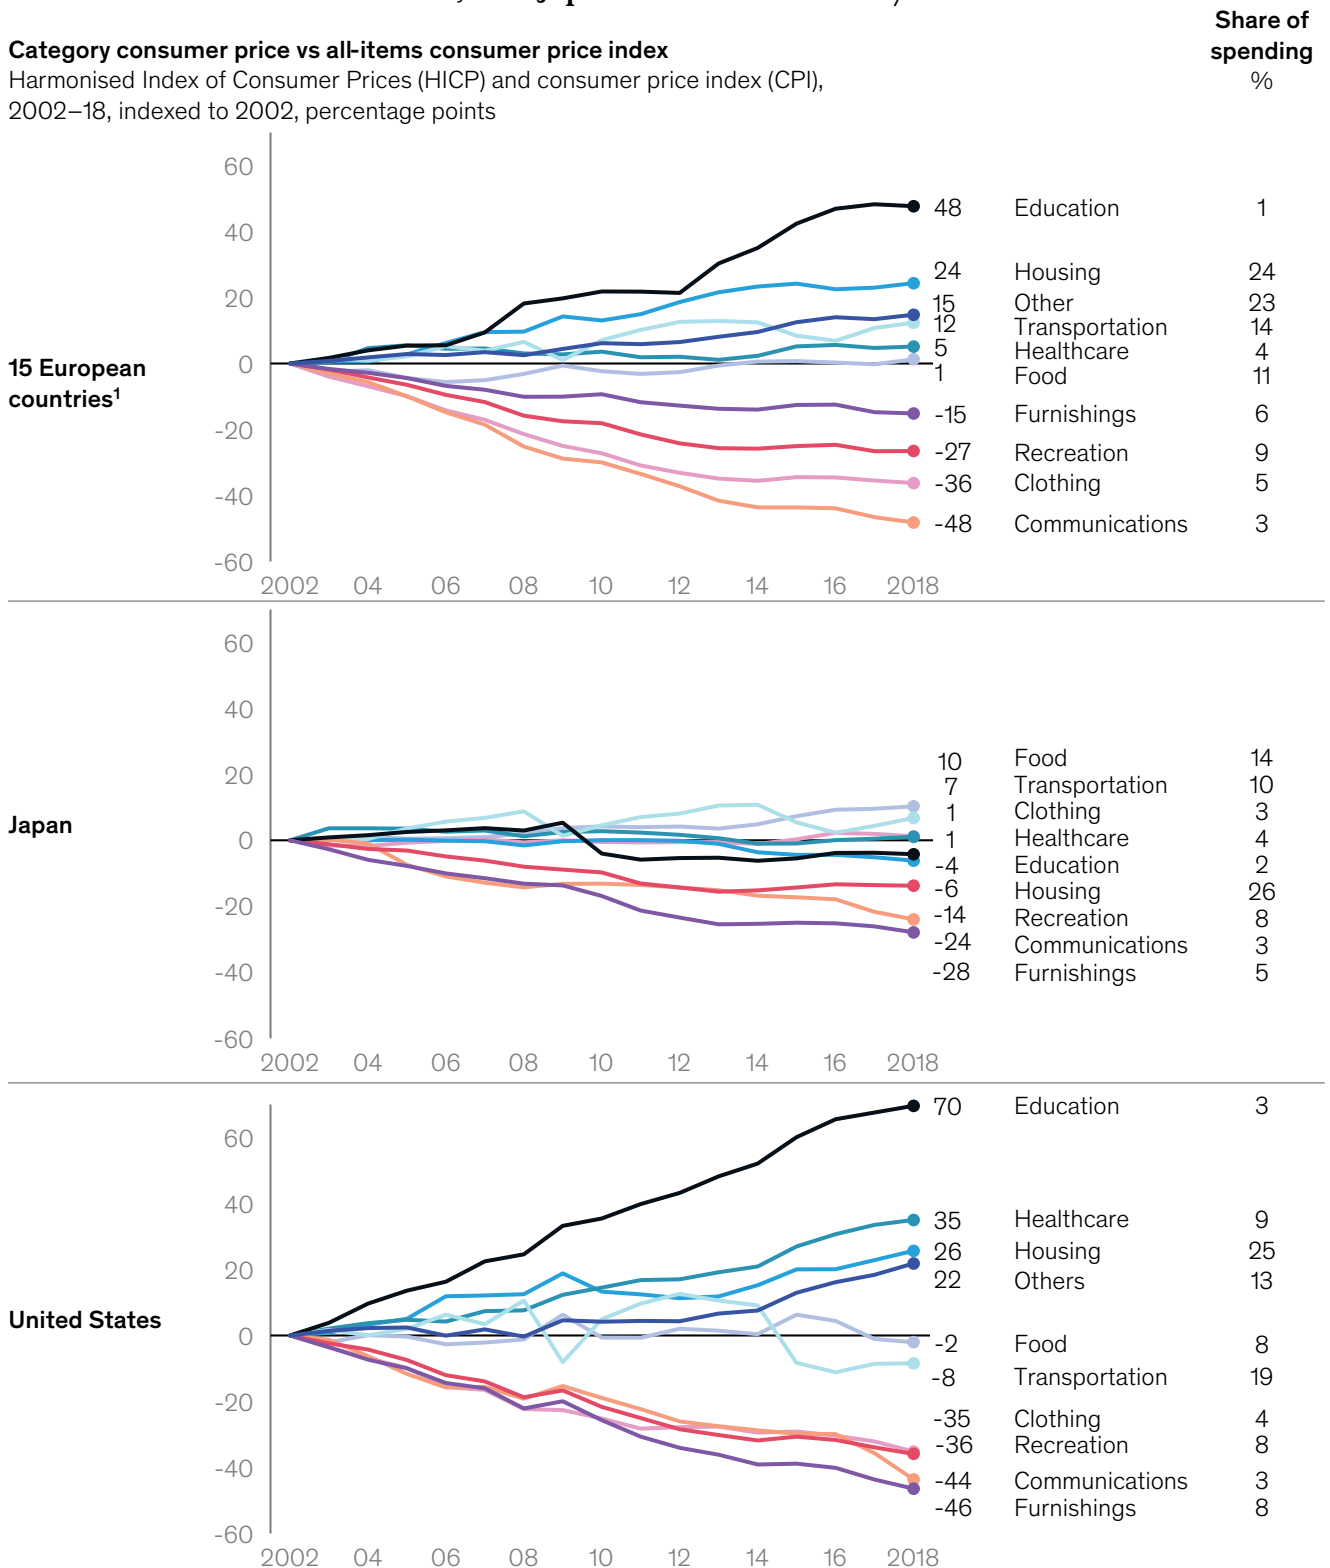 Share of
spending
%
Category consumer price vs all-items consumer price index
Harmonised Index of Consumer Prices (HICP) and consumer price index (CPI),
2002–18, indexed to 2002, percentage points
60
40
20
0
-20
-40
-60
15 European
countries¹
48 Education 1
24 Housing 24
15 Other 23
12 Transportation 14
5 Healthcare 4
1 Food 11
-15 Furnishings 6
-27 Recreation 9
-36 Clothing 5
-48 Communications 3
2002 04 06 08 10 12 14 16 2018
60
40
20
0
-20
-40
-60
Japan
10 Food 14
7 Transportation 10
1 Clothing 3
1 Healthcare 4
-4 Education 2
-6 Housing 26
-14 Recreation 8
-24 Communications 3
-28 Furnishings 5
2002 04 06 08 10 12 14 16 2018
60
40
20
0
-20
-40
-60
United States
70 Education 3
35 Healthcare 9
26 Housing 25
22 Others 13
-2 Food 8
-8 Transportation 19
-35 Clothing 4
-36 Recreation 8
-44 Communications 3
-46 Furnishings 8
2002 04 06 08 10 12 14 16 2018